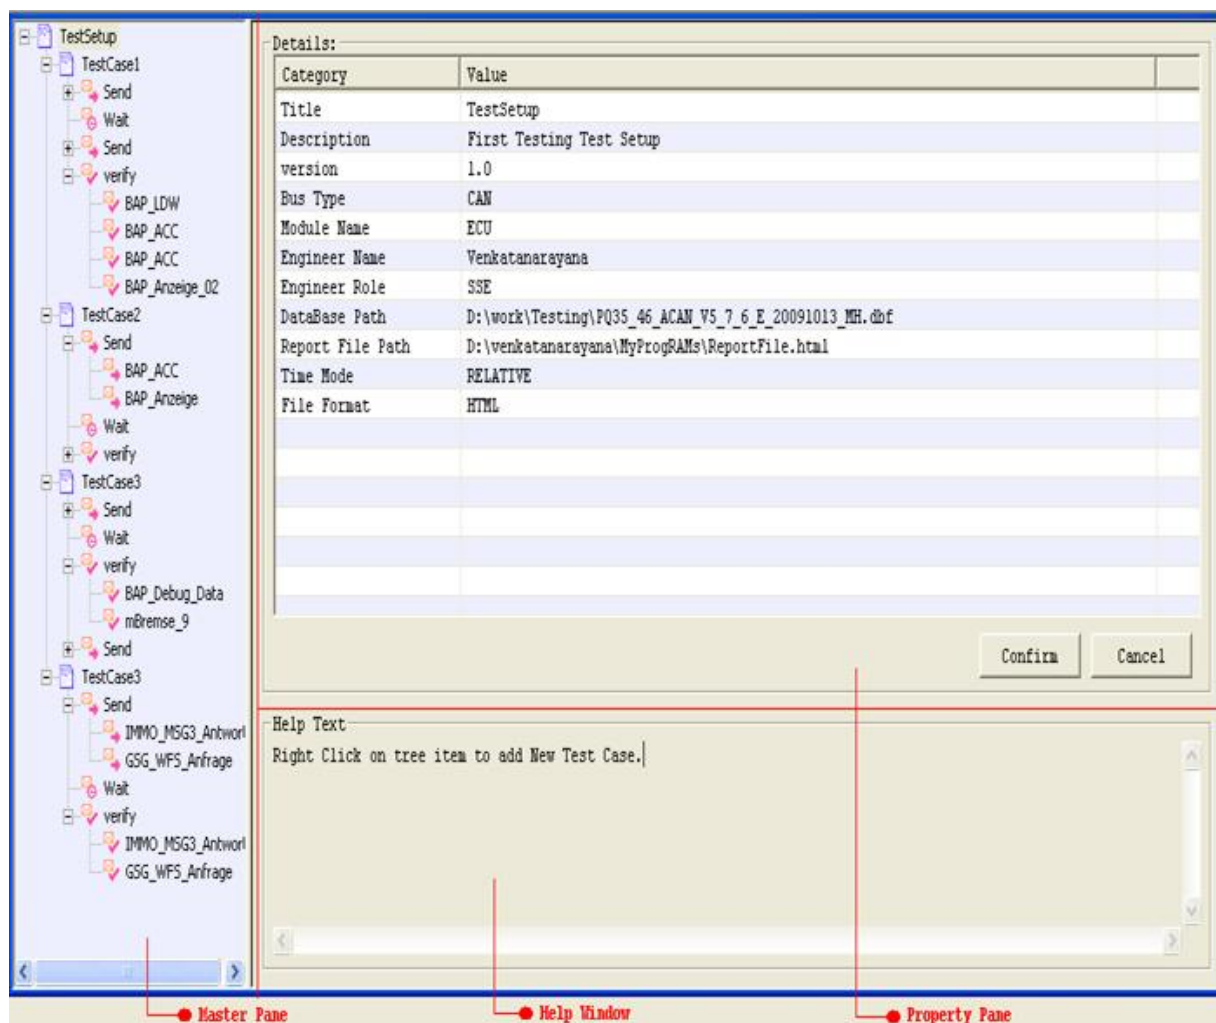 TestSetup
TestCase1
Send
Wait
Send
verify
BAP_LDW
BAP_ACC
BAP_ACC
BAP_Anzeige_02
TestCase2
Send
BAP_ACC
BAP_Anzeige
Wait
verify
TestCase3
Send
Wait
verify
BAP_Debug_Data
mBremse_9
Send
TestCase3
Send
IMMO_MSG3_Antwort
GSG_WFS_Anfrage
Wait
verify
IMMO_MSG3_Antwort
GSG_WFS_Anfrage
Details:
Category Value
Title TestSetup
Description First Testing Test Setup
version 1.0
Bus Type CAN
Module Name ECU
Engineer Name Venkatanarayana
Engineer Role SSE
DataBase Path D:\work\Testing\PQ35_46_ACAN_V5_7_6_E_20091013_MH.dbf
Report File Path D:\venkatanarayana\MyProgRAMs\ReportFile.html
Time Mode RELATIVE
File Format HTML
Confirm Cancel
Help Text
Right Click on tree item to add New Test Case.
Master Pane Help Window Property Pane